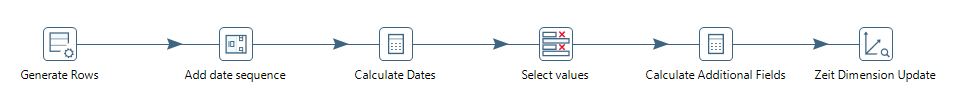 Generate Rows
Add date sequence
Calculate Dates
Select values
Calculate Additional Fields
Zeit Dimension Update